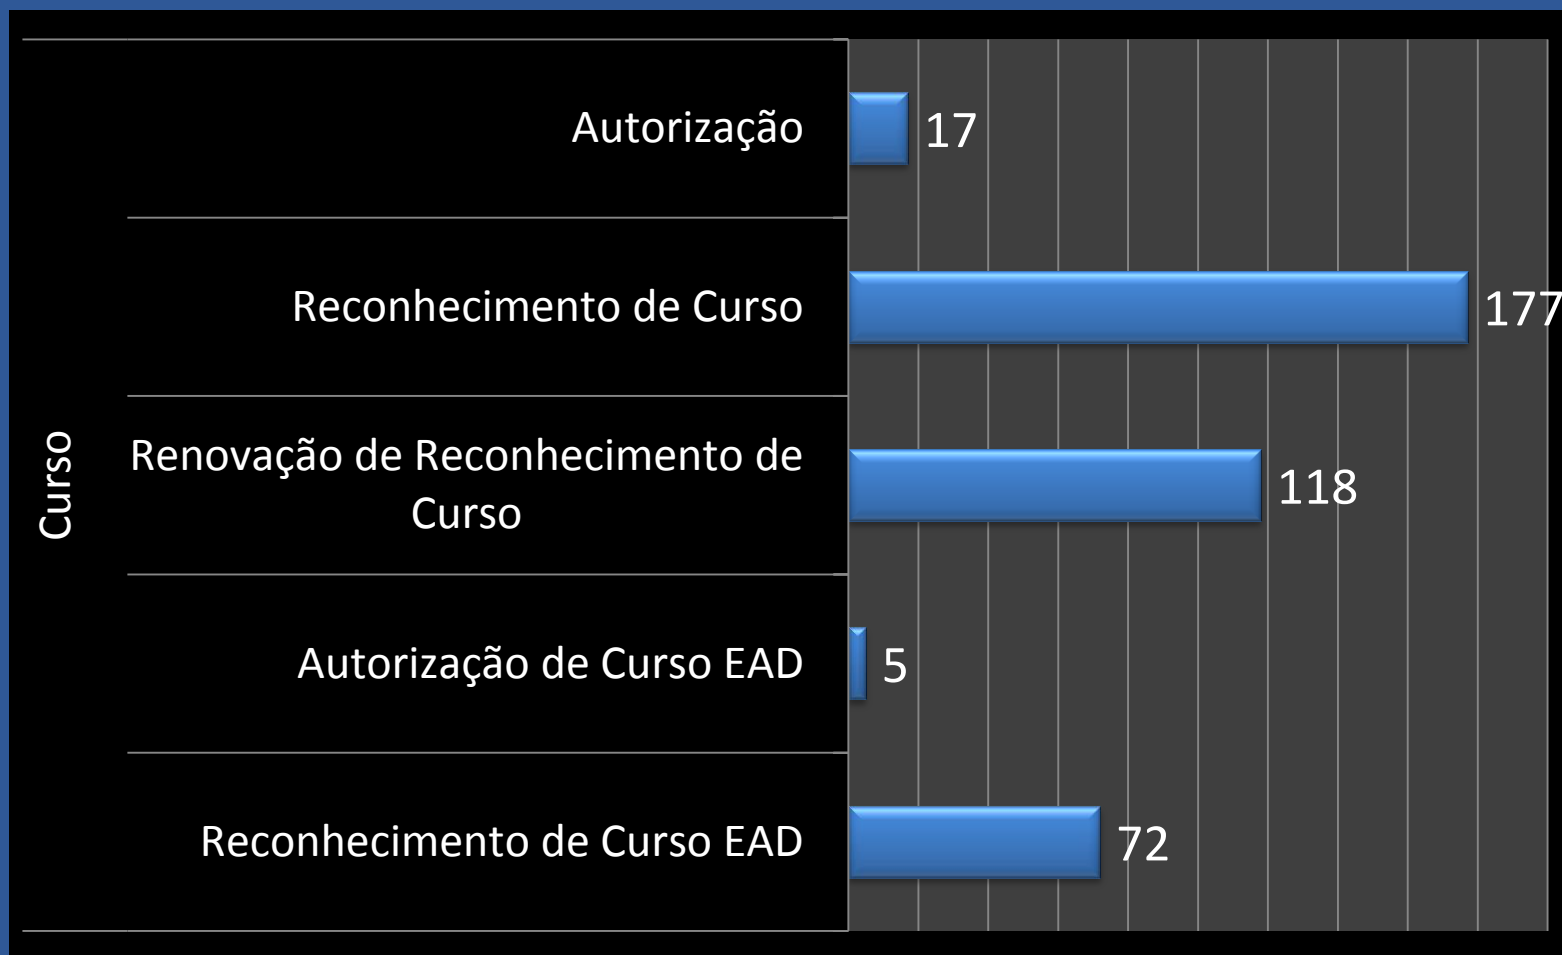 Curso
Autorização
17
Reconhecimento de Curso
177
Renovação de Reconhecimento de
Curso
118
Autorização de Curso EAD
5
Reconhecimento de Curso EAD
72